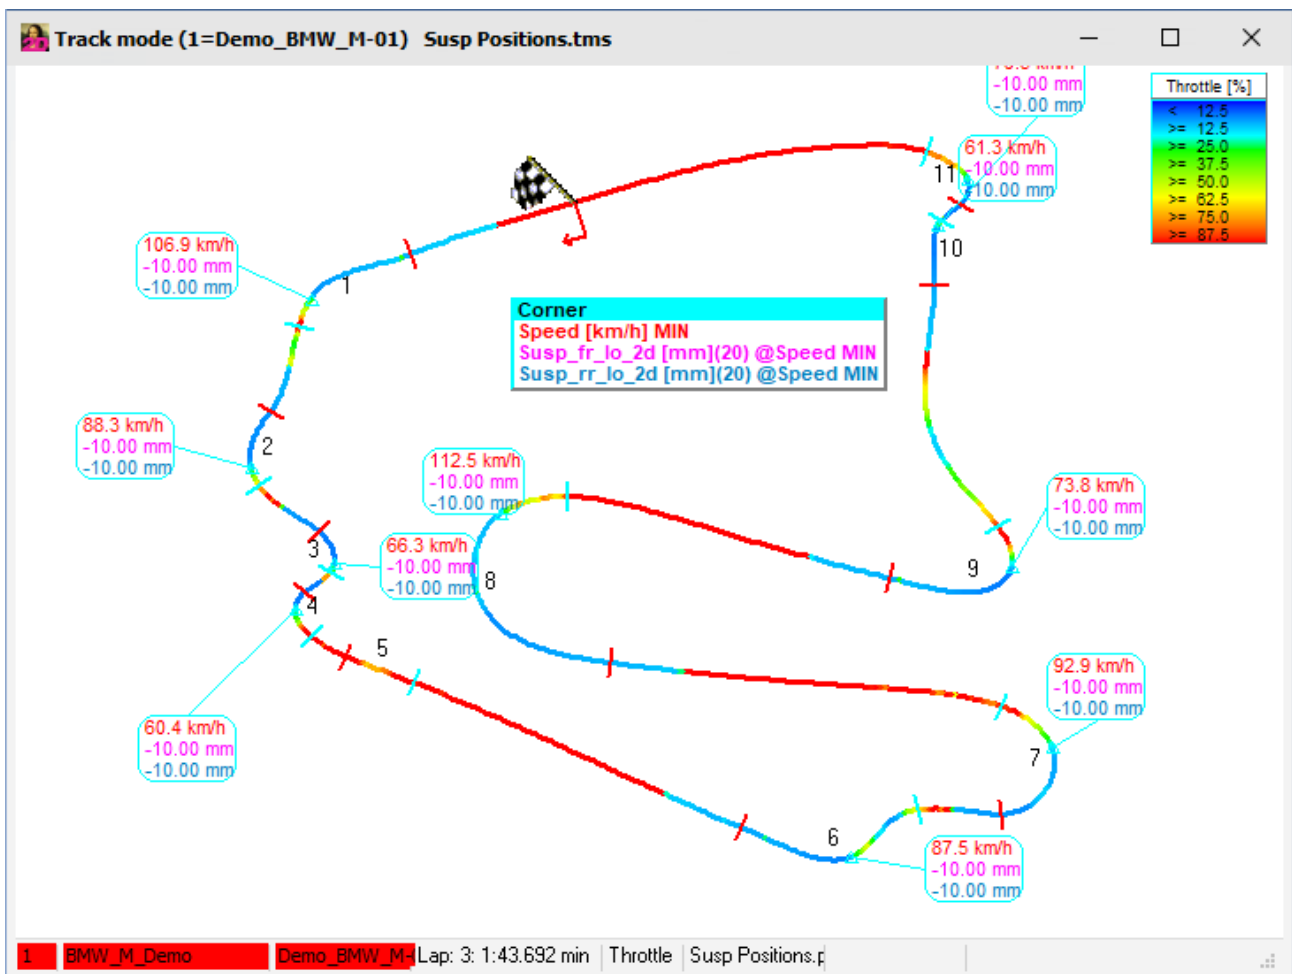 Track mode (1=Demo_BMW_M-01) Susp Positions.tms
-10.00 mm
-10.00 mm
Throttle [%]
< 12.5
>= 12.5
>= 25.0
>= 37.5
>= 50.0
>= 62.5
>= 75.0
>= 87.5
61.3 km/h
-10.00 mm
-10.00 mm
11
10
106.9 km/h
-10.00 mm
-10.00 mm
1
Corner
Speed [km/h] MIN
Susp_fr_lo_2d [mm](20) @Speed MIN
Susp_rr_lo_2d [mm](20) @Speed MIN
88.3 km/h
-10.00 mm
-10.00 mm
2
112.5 km/h
-10.00 mm
-10.00 mm
73.8 km/h
-10.00 mm
-10.00 mm
3
66.3 km/h
-10.00 mm
-10.00 mm
8
9
4
5
92.9 km/h
-10.00 mm
-10.00 mm
60.4 km/h
-10.00 mm
-10.00 mm
7
6
87.5 km/h
-10.00 mm
-10.00 mm
1 BMW_M_Demo Demo_BMW_M- Lap: 3: 1:43.692 min Throttle Susp Positions.p